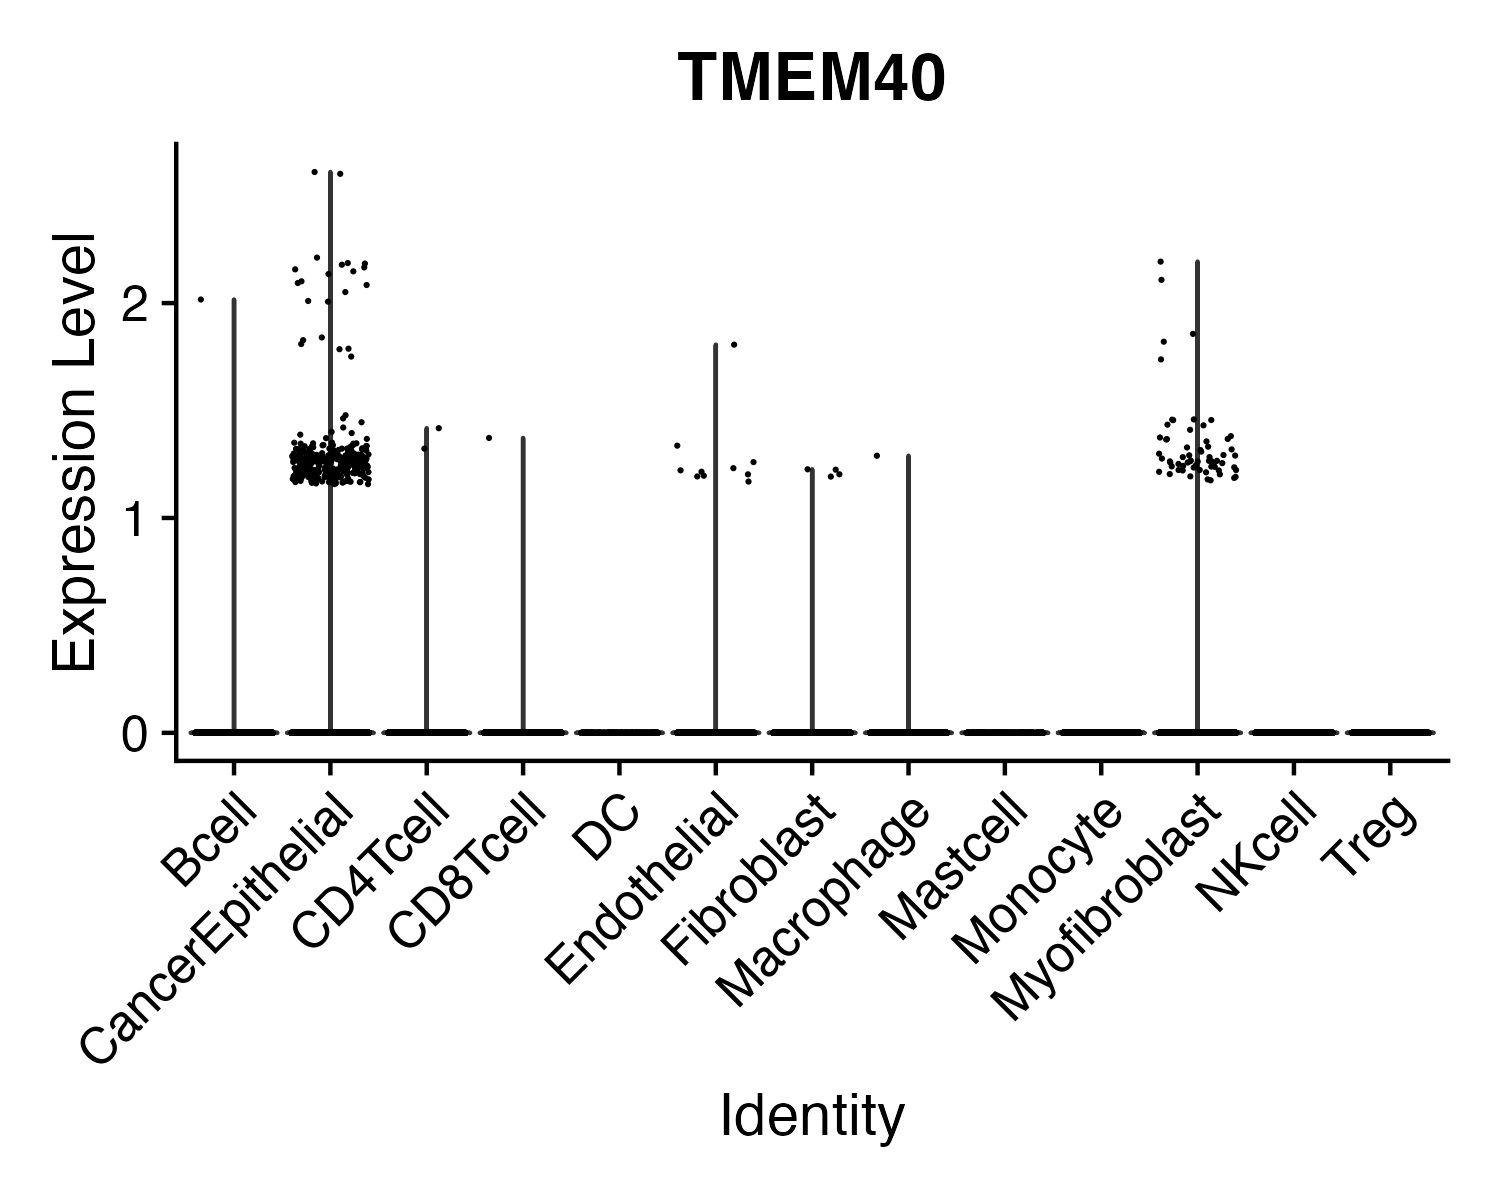 TMEM40
Expression Level
2
1
0
Bcell
CancerEpithelial
CD4Tcell
CD8Tcell
DC
Endothelial
Fibroblast
Macrophage
Mastcell
Monocyte
Myofibroblast
NKcell
Treg
Identity